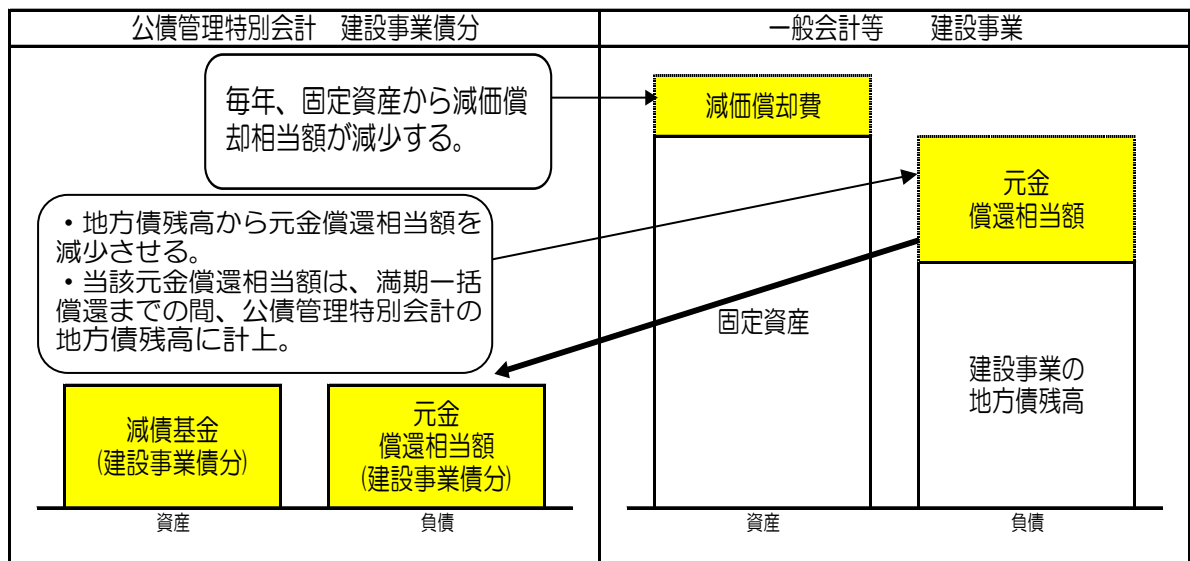 公債管理特別会計 建設事業債分
一般会計等 建設事業
毎年、固定資産から減価償
却相当額が減少する。
・地方債残高から元金償還相当額を
減少させる。
・当該元金償還相当額は、満期一括
償還までの間、公債管理特別会計の
地方債残高に計上。
減債基金
(建設事業債分)
元金
償還相当額
(建設事業債分)
資産
負債
減価償却費
固定資産
元金
償還相当額
建設事業の
地方債残高
資産
負債